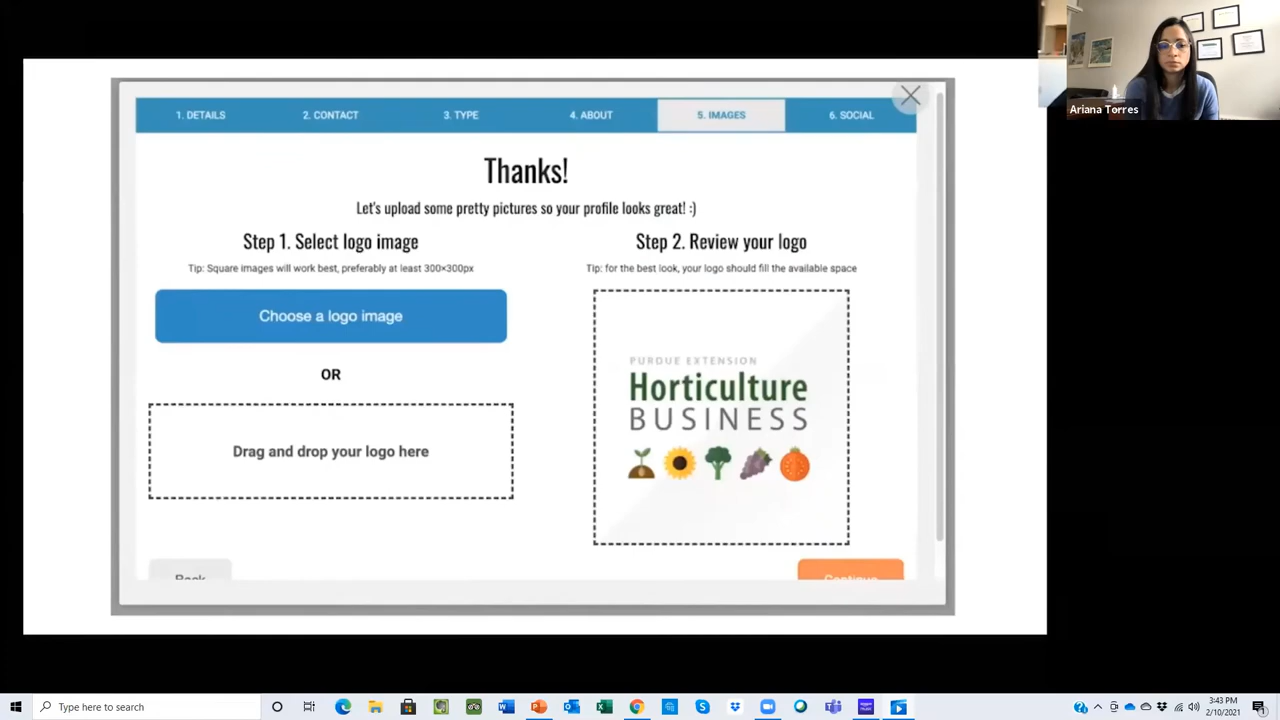 1. DETAILS
2. CONTACT
3. TYPE
4. ABOUT
5. IMAGES
6. SOCIAL
Ariana Torres
Thanks!
Let's upload some pretty pictures so your profile looks great! :)
Step 1. Select logo image
Tip: Square images will work best, preferably at least 300×300px
Choose a logo image
OR
Drag and drop your logo here
Step 2. Review your logo
Tip: for the best look, your logo should fill the available space
PURDUE EXTENSION
Horticulture
BUSINESS
Back
Continue
Type here to search
3:43 PM
2/10/2021